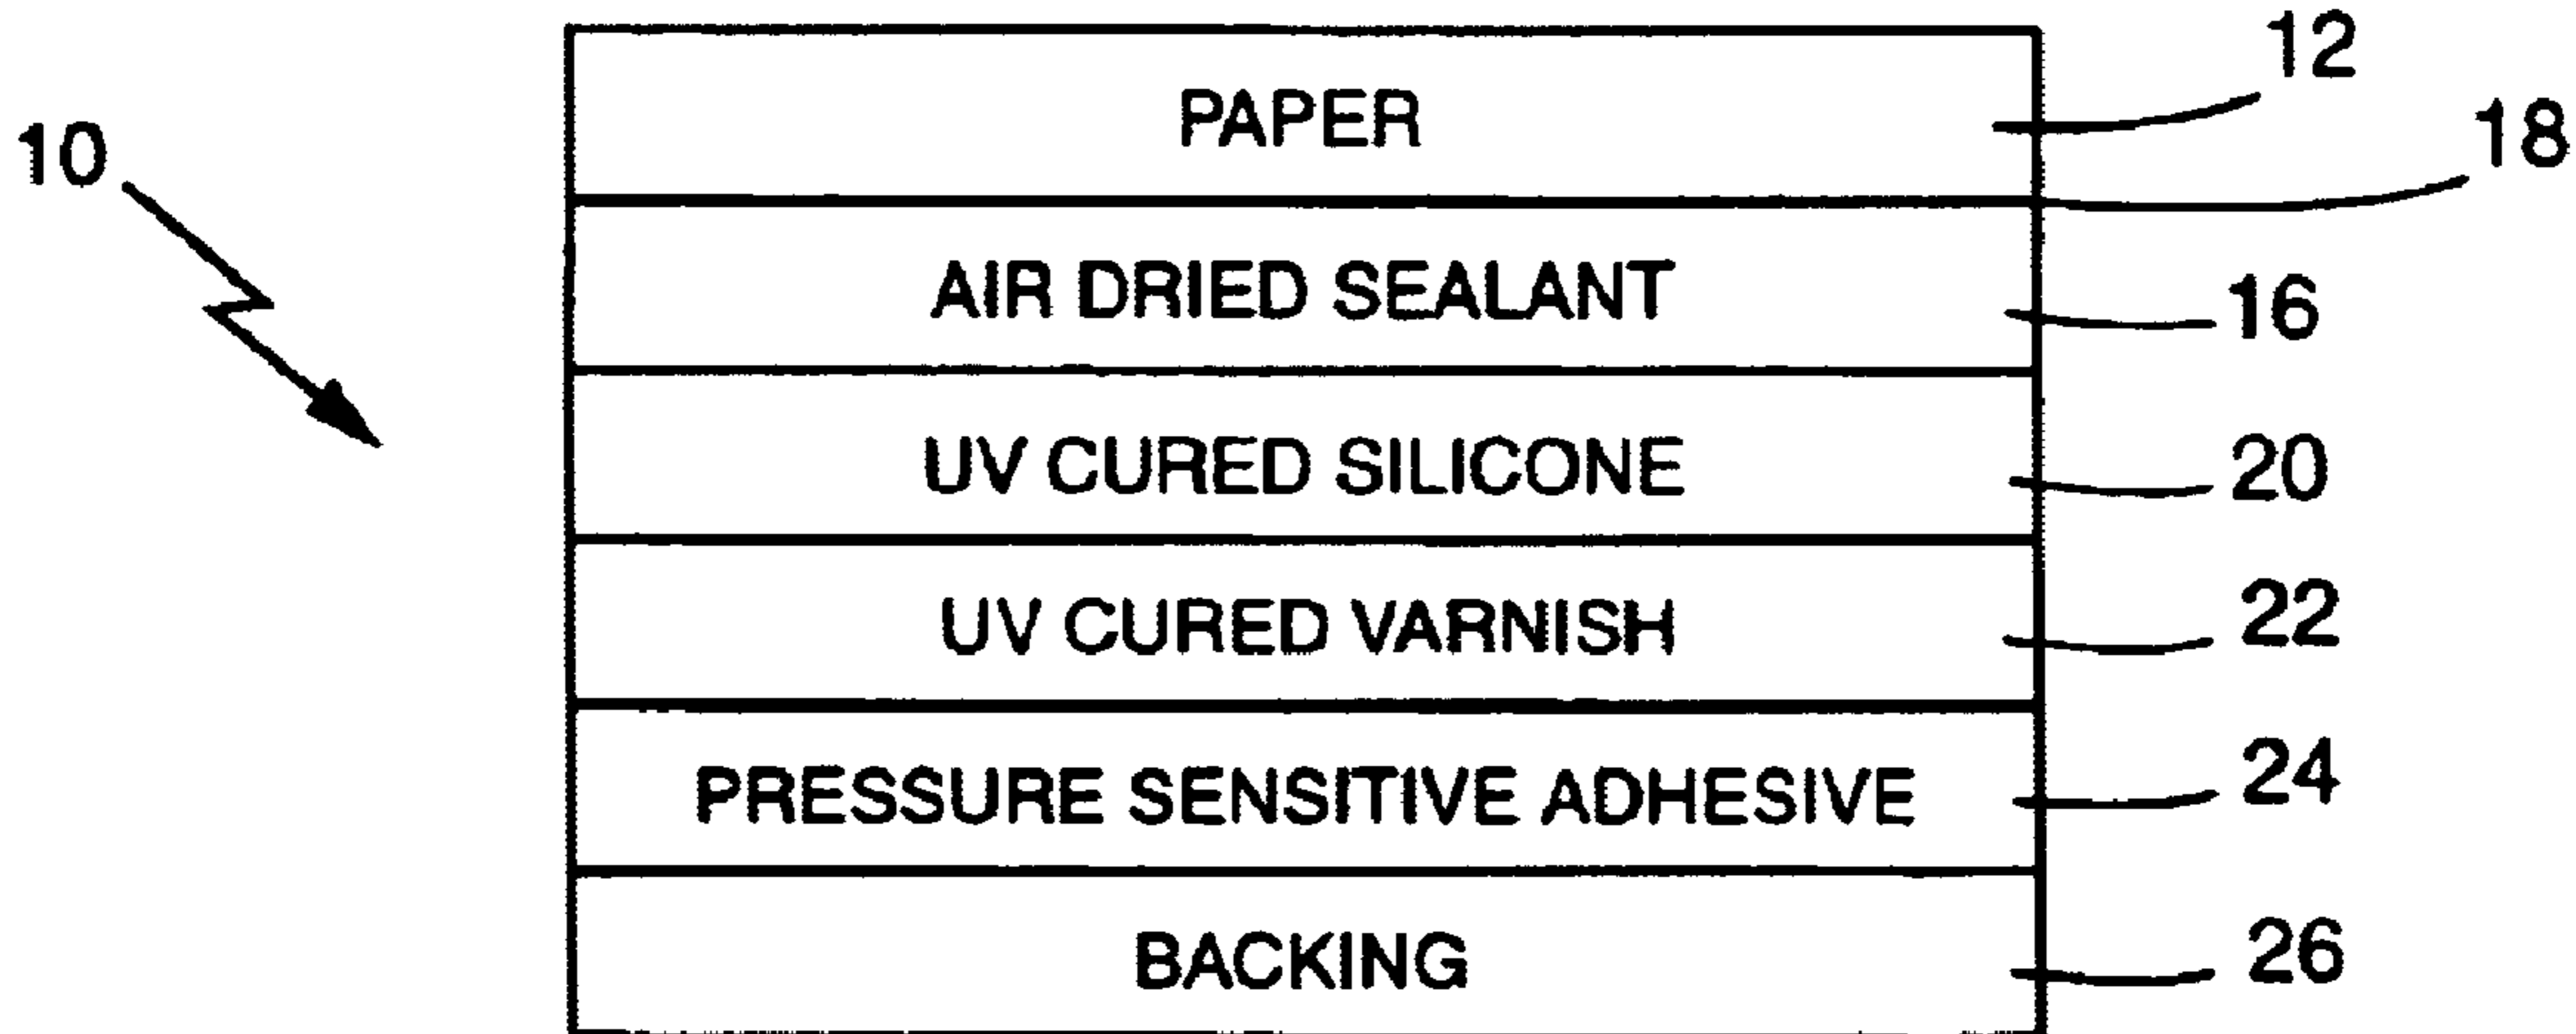 12
PAPER
18
10
AIR DRIED SEALANT
16
UV CURED SILICONE
20
UV CURED VARNISH
22
PRESSURE SENSITIVE ADHESIVE
24
BACKING
26